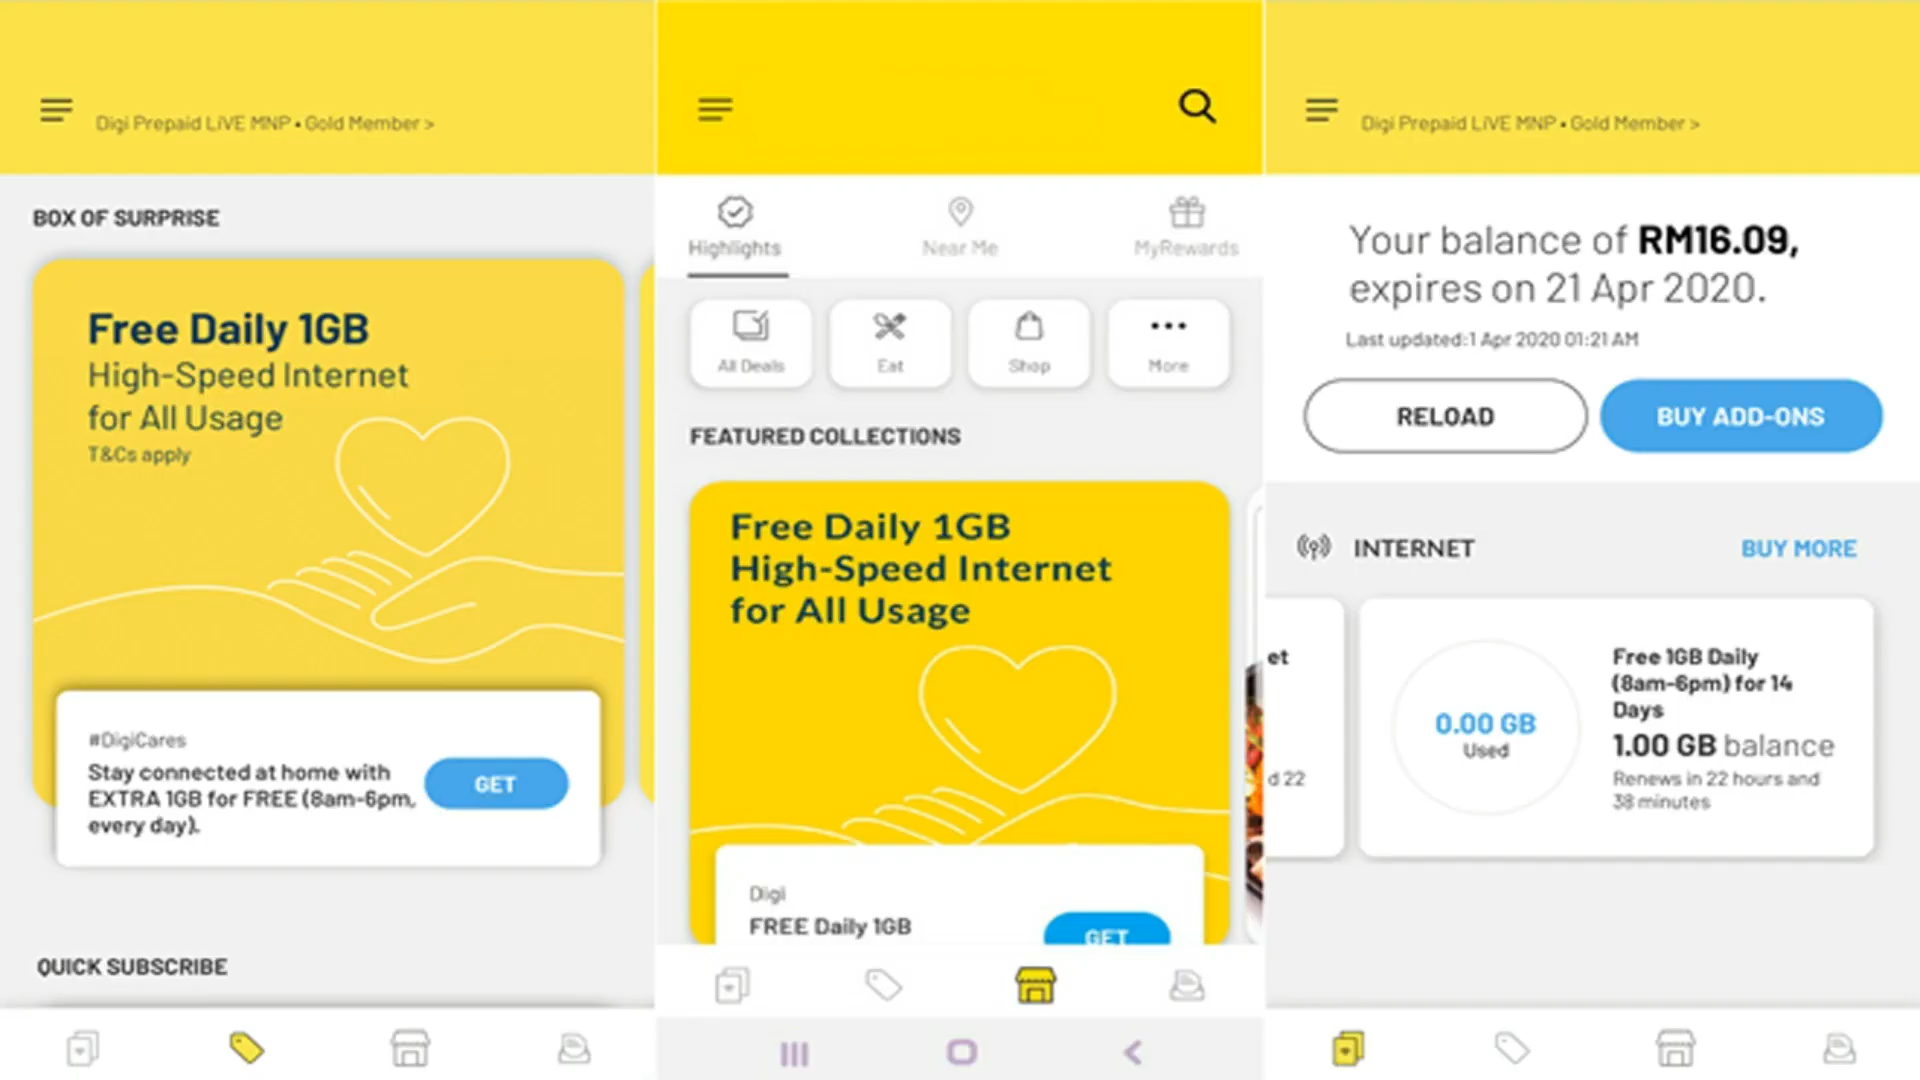 Digi Prepaid LiVE MNP • Gold Member >
BOX OF SURPRISE
Free Daily 1GB
High-Speed Internet
for All Usage
T&Cs apply
#DigiCares
Stay connected at home with
EXTRA 1GB for FREE (8am-6pm,
every day).
GET
QUICK SUBSCRIBE
Highlights
Near Me
MyRewards
All Deals
Eat
Shop
More
FEATURED COLLECTIONS
Free Daily 1GB
High-Speed Internet
for All Usage
Digi
FREE Daily 1GB
GET
Digi Prepaid LiVE MNP • Gold Member >
Your balance of RM16.09,
expires on 21 Apr 2020.
Last updated:1 Apr 2020 01:21 AM
RELOAD
BUY ADD-ONS
INTERNET
BUY MORE
et
d 22
0.00 GB
Used
Free 1GB Daily
(8am-6pm) for 14
Days
1.00 GB balance
Renews in 22 hours and
38 minutes